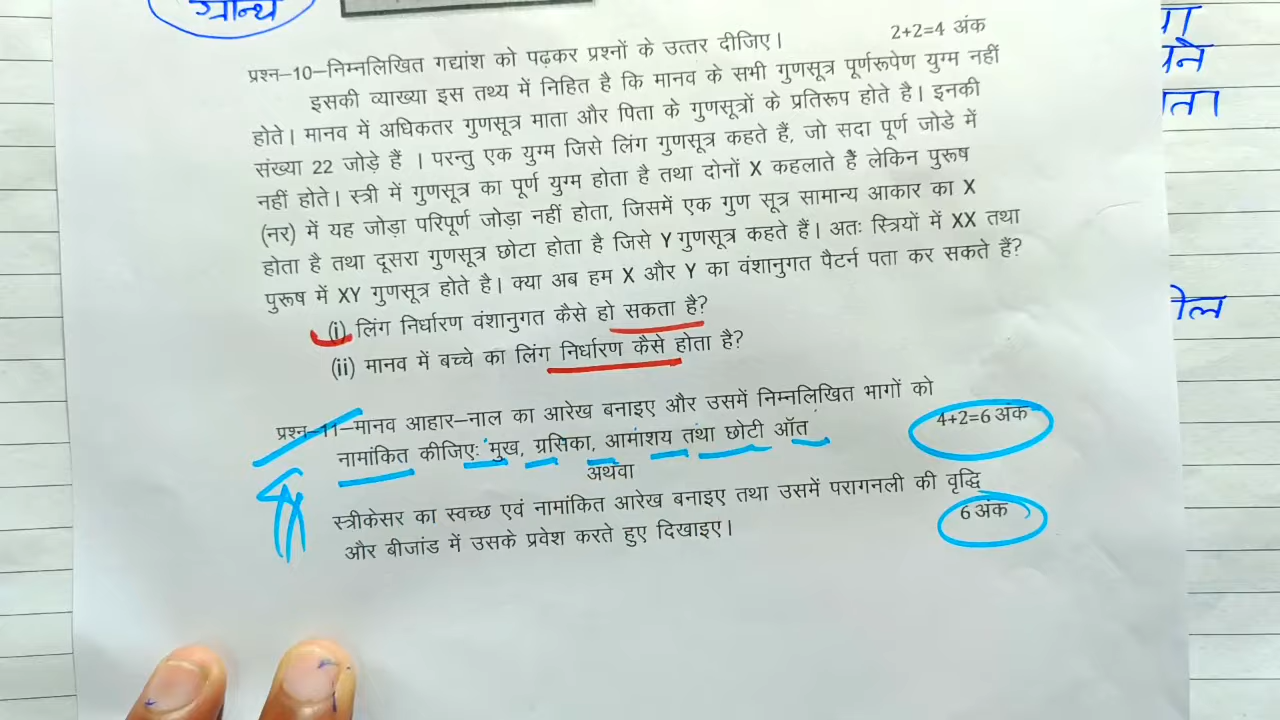 ग्रान्थ
2+2=4 अंक
प्रश्न–10–निम्नलिखित गद्यांश को पढ़कर प्रश्नों के उत्तर दीजिए।
इसकी व्याख्या इस तथ्य में निहित है कि मानव के सभी गुणसूत्र पूर्णरूपेण युग्म नहीं
होते। मानव में अधिकतर गुणसूत्र माता और पिता के गुणसूत्रों के प्रतिरूप होते है। इनकी
संख्या 22 जोड़े हैं । परन्तु एक युग्म जिसे लिंग गुणसूत्र कहते हैं, जो सदा पूर्ण जोडे में
नहीं होते। स्त्री में गुणसूत्र का पूर्ण युग्म होता है तथा दोनों X कहलाते हैं लेकिन पुरूष
(नर) में यह जोड़ा परिपूर्ण जोड़ा नहीं होता, जिसमें एक गुण सूत्र सामान्य आकार का X
होता है तथा दूसरा गुणसूत्र छोटा होता है जिसे Y गुणसूत्र कहते हैं। अतः स्त्रियों में XX तथा
पुरूष में XY गुणसूत्र होते है। क्या अब हम X और Y का वंशानुगत पैटर्न पता कर सकते हैं?
(i) लिंग निर्धारण वंशानुगत कैसे हो सकता है?
(ii) मानव में बच्चे का लिंग निर्धारण कैसे होता है?
प्रश्न–11–मानव आहार–नाल का आरेख बनाइए और उसमें निम्नलिखित भागों को
नामांकित कीजिए: मुख, ग्रसिका, आमाशय तथा छोटी ऑत
4+2=6 अंक
अथवा
स्त्रीकेसर का स्वच्छ एवं नामांकित आरेख बनाइए तथा उसमें परागनली की वृद्धि
और बीजांड में उसके प्रवेश करते हुए दिखाइए।
6 अंक